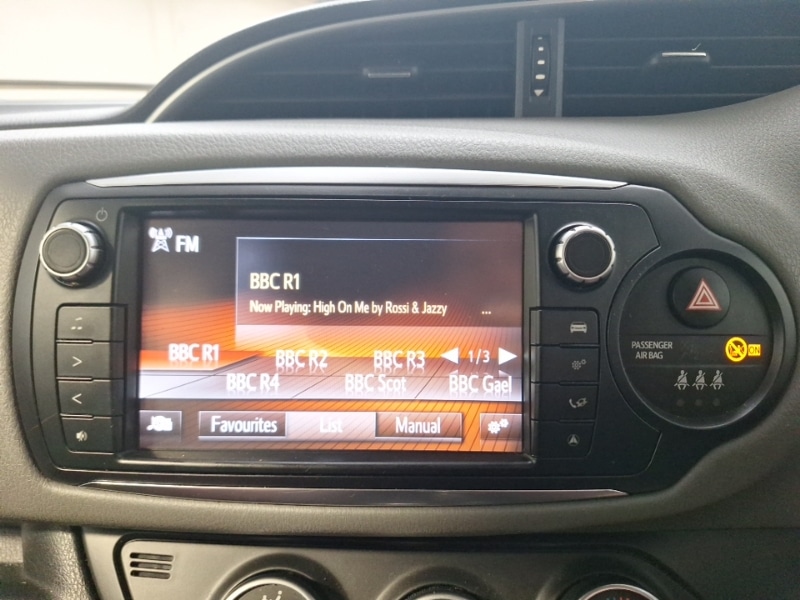 FM
BBC R1
Now Playing: High On Me by Rossi & Jazzy ...
BBC R1 BBC R2 BBC R3 1/3
BBC R4 BBC Scot BBC Gael
Favourites List Manual
PASSENGER
AIR BAG
ON